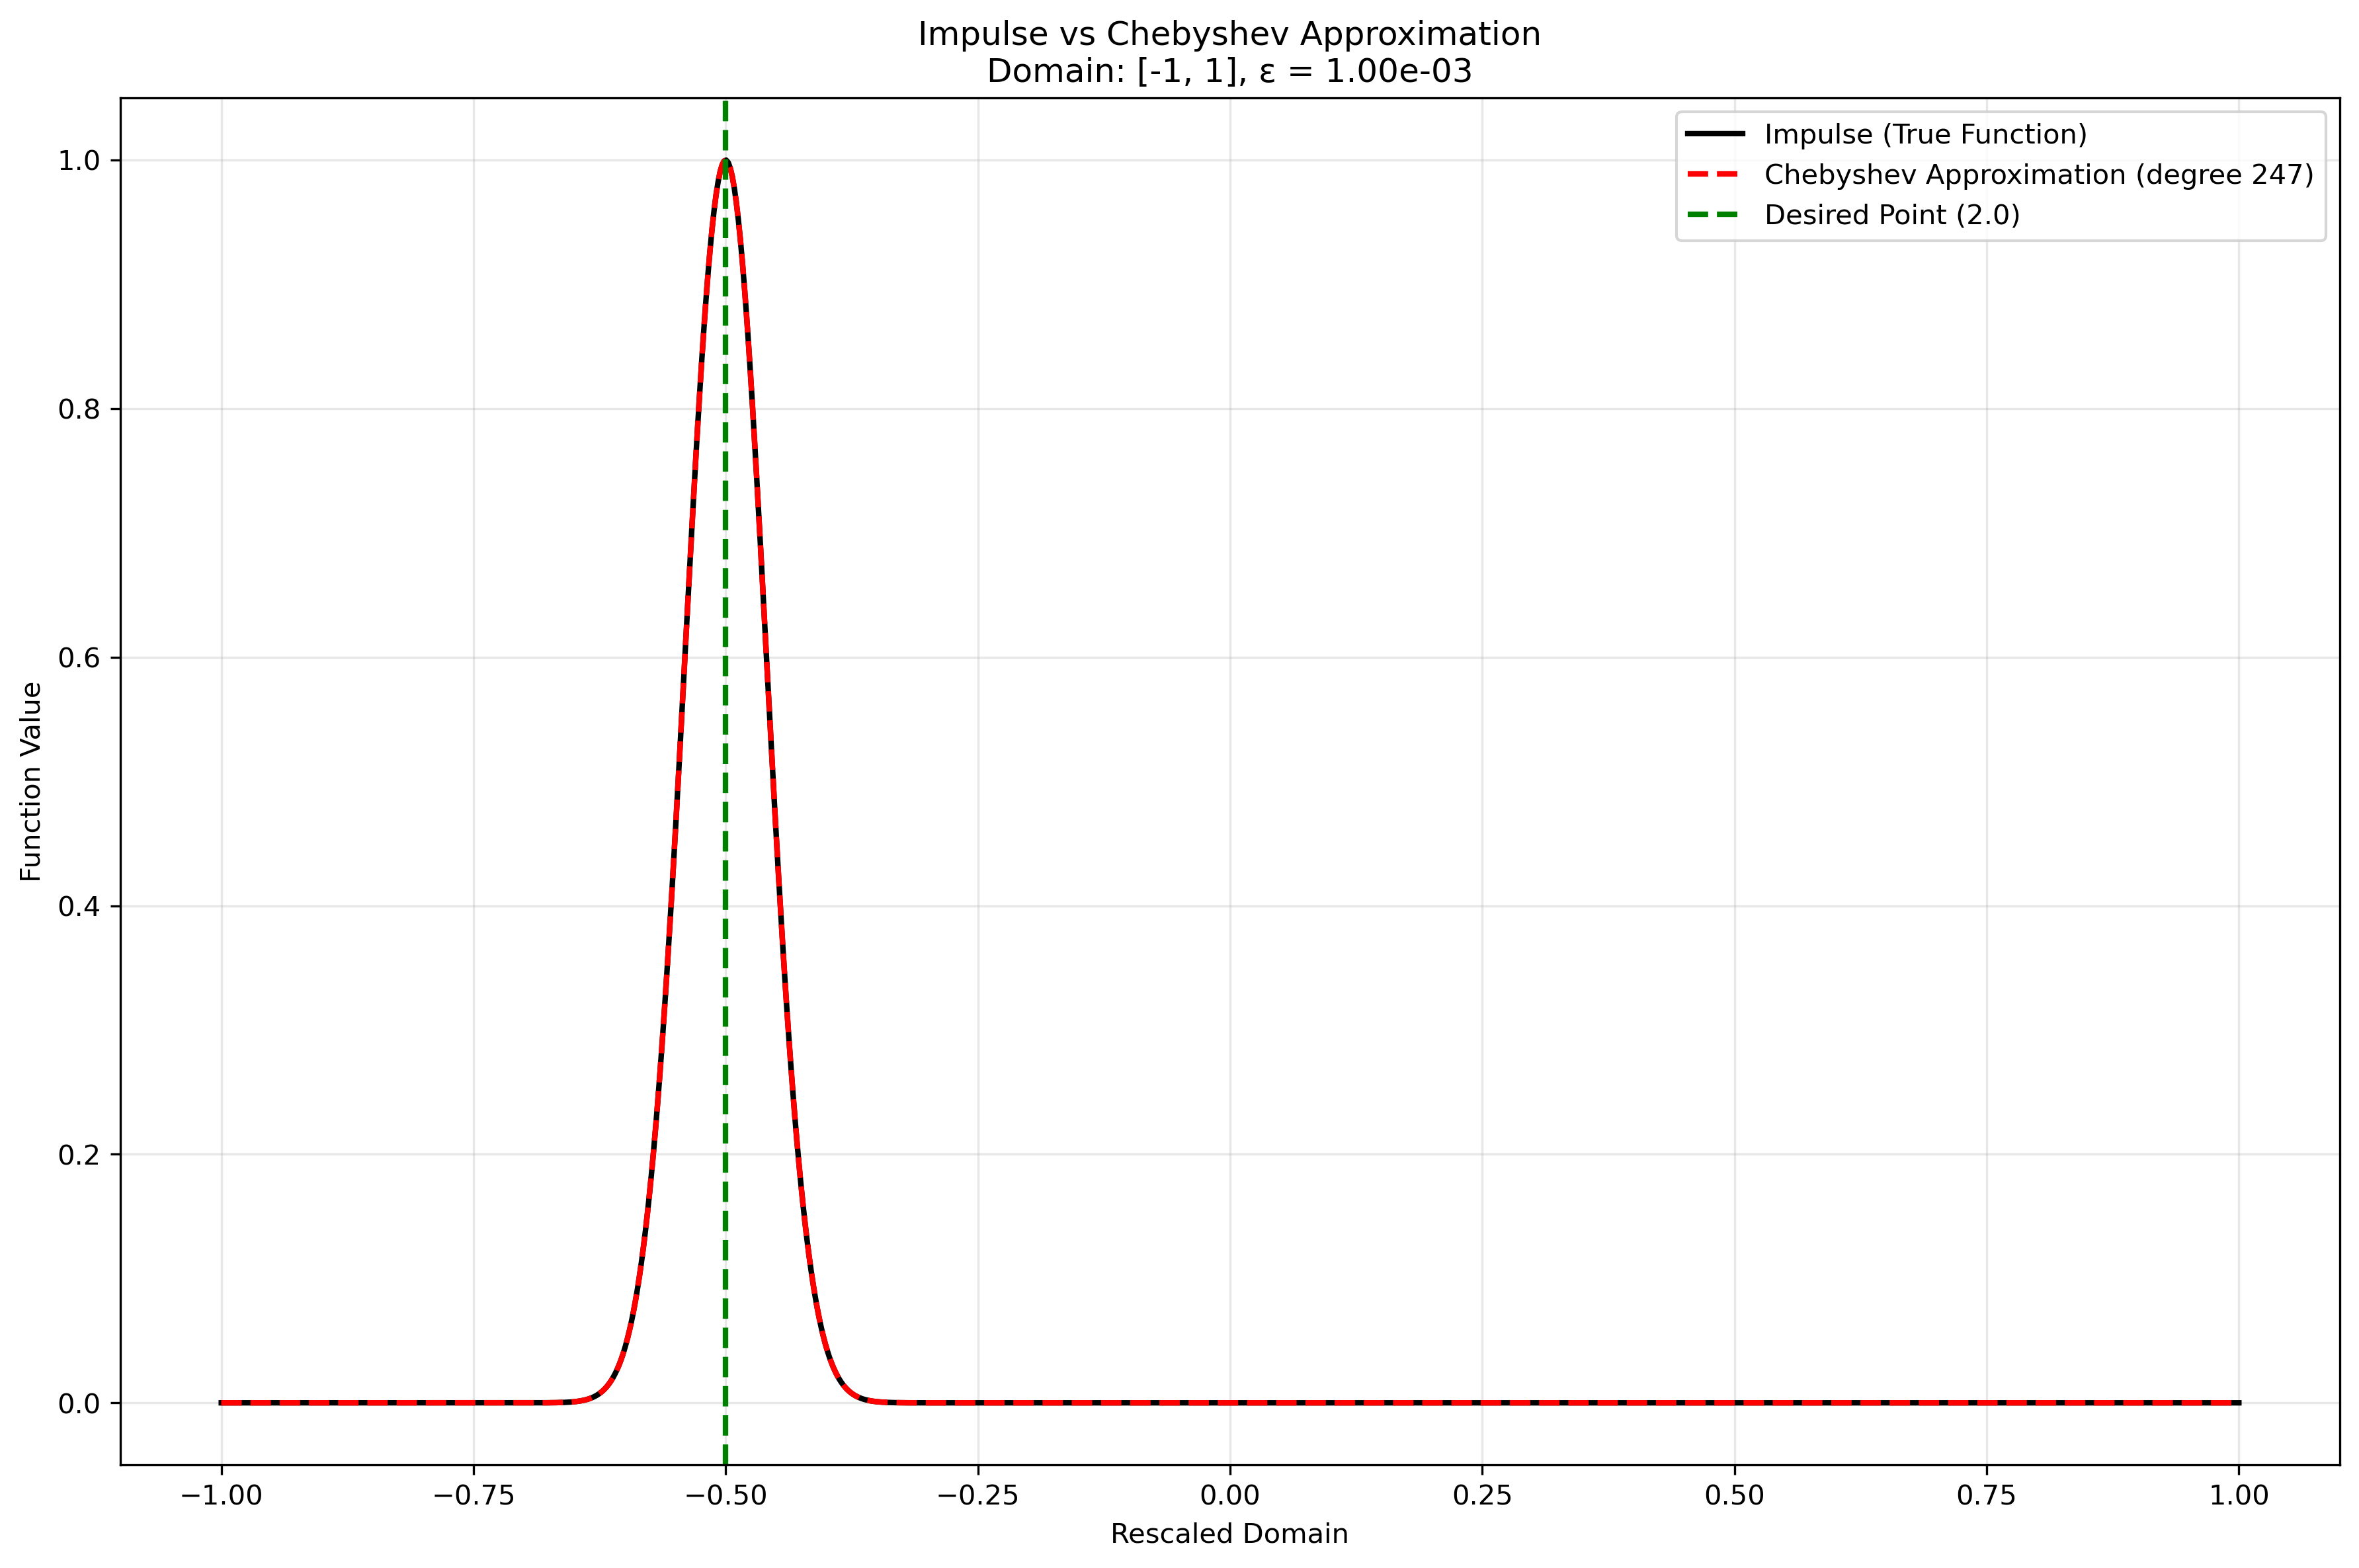 Impulse vs Chebyshev Approximation
Domain: [-1, 1], ε = 1.00e-03
Impulse (True Function)
Chebyshev Approximation (degree 247)
Desired Point (2.0)
Function Value
1.0
0.8
0.6
0.4
0.2
0.0
−1.00 −0.75 −0.50 −0.25 0.00 0.25 0.50 0.75 1.00
Rescaled Domain